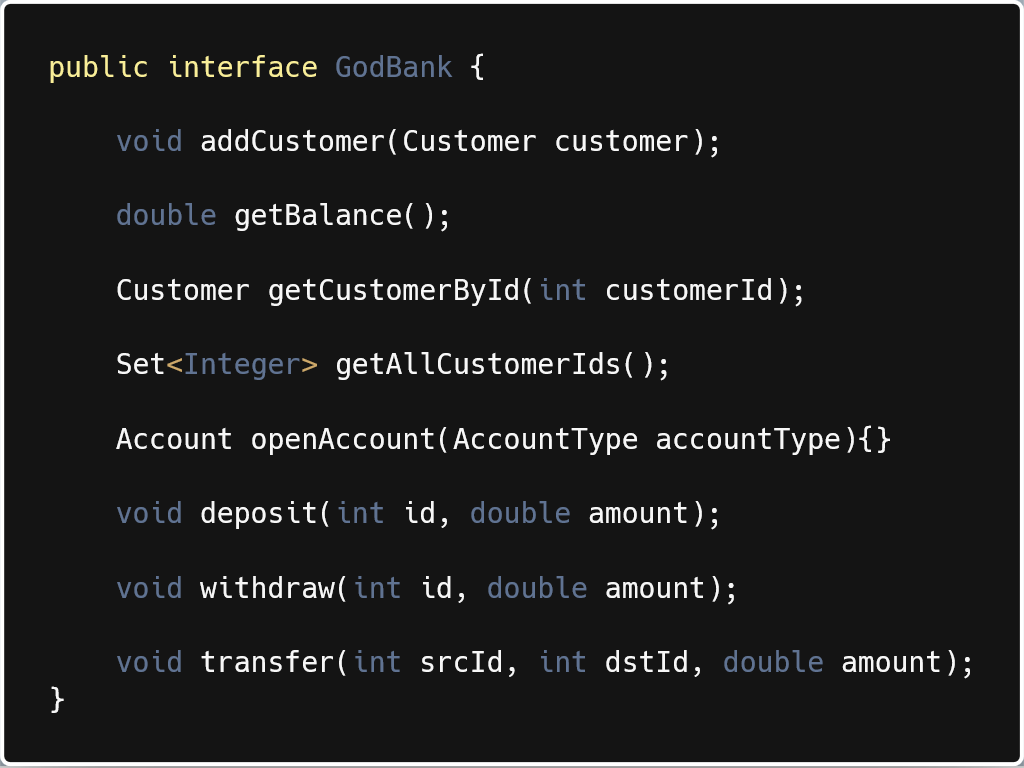 public interface GodBank {
void addCustomer(Customer customer);
double getBalance();
Customer getCustomerById(int customerId);
Set<Integer> getAllCustomerIds();
Account openAccount(AccountType accountType){}
void deposit(int id, double amount);
void withdraw(int id, double amount);
void transfer(int srcId, int dstId, double amount);
}